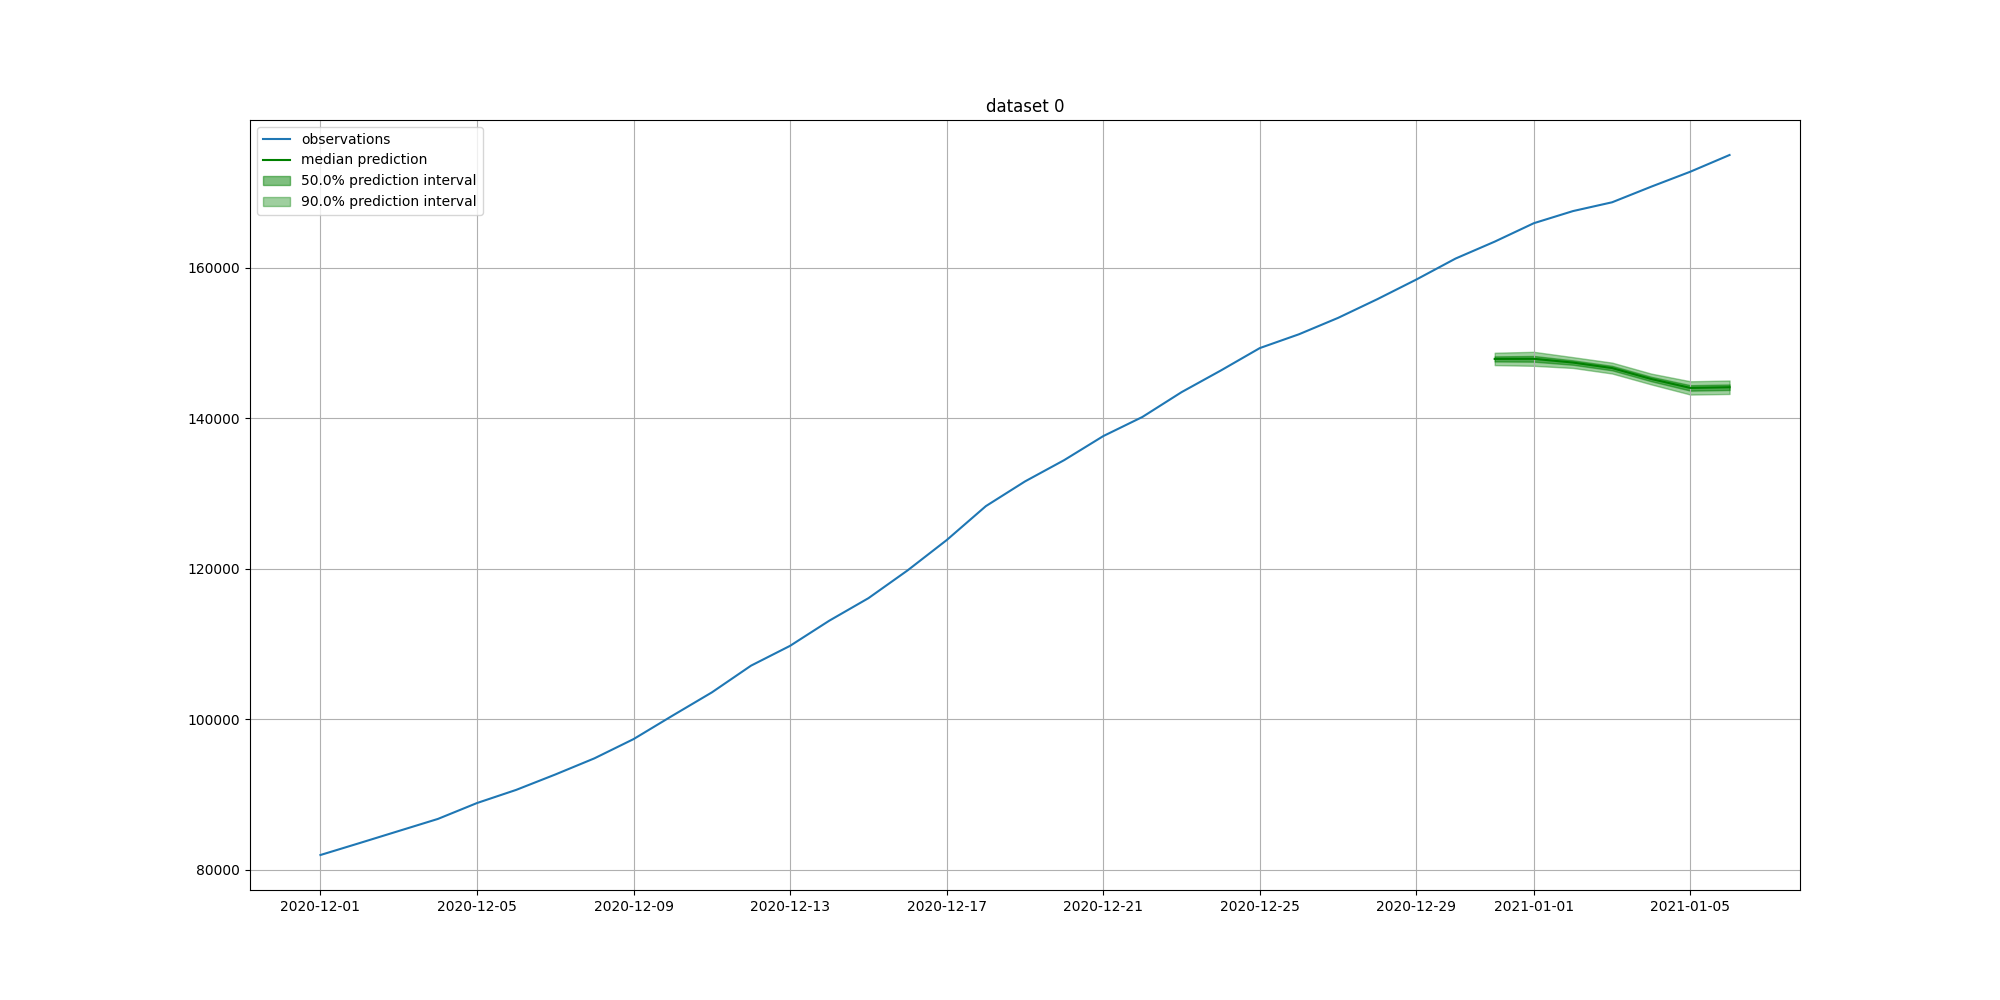 dataset 0
observations
median prediction
50.0% prediction interval
90.0% prediction interval
160000
140000
120000
100000
80000
2020-12-01 2020-12-05 2020-12-09 2020-12-13 2020-12-17 2020-12-21 2020-12-25 2020-12-29 2021-01-01 2021-01-05